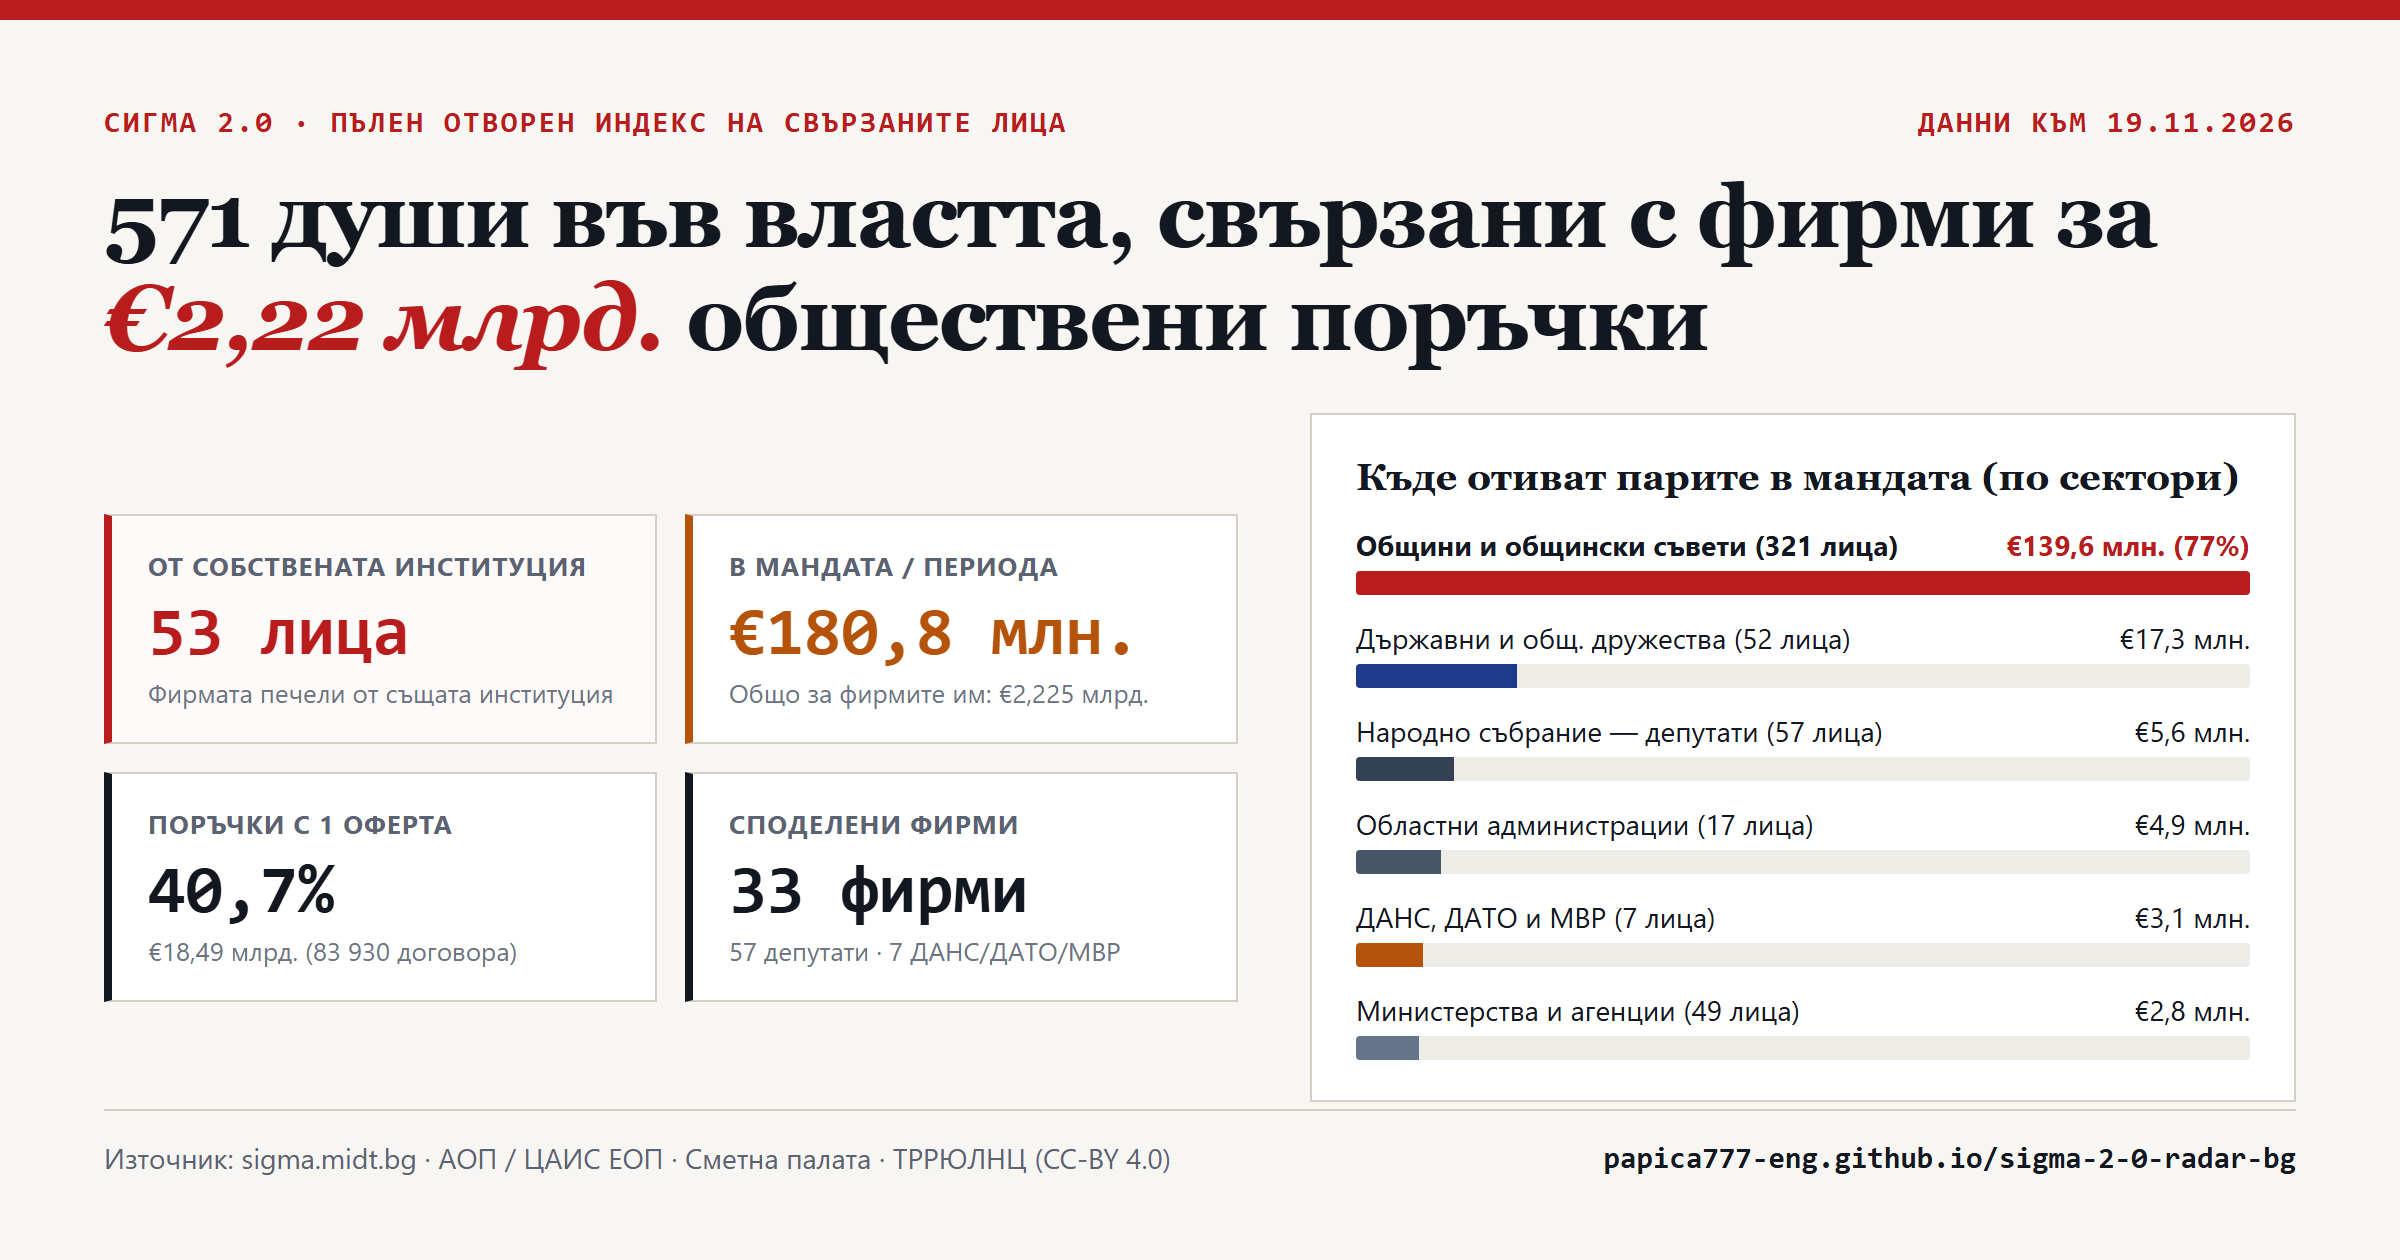 СИГМА 2.0 · ПЪЛЕН ОТВОРЕН ИНДЕКС НА СВЪРЗАНИТЕ ЛИЦА
ДАННИ КЪМ 19.11.2026
571 души във властта, свързани с фирми за
€2,22 млрд. обществени поръчки
ОТ СОБСТВЕНАТА ИНСТИТУЦИЯ
53 лица
Фирмата печели от същата институция
В МАНДАТА / ПЕРИОДА
€180,8 млн.
Общо за фирмите им: €2,225 млрд.
ПОРЪЧКИ С 1 ОФЕРТА
40,7%
€18,49 млрд. (83 930 договора)
СПОДЕЛЕНИ ФИРМИ
33 фирми
57 депутати · 7 ДАНС/ДАТО/МВР
Къде отиват парите в мандата (по сектори)
Общини и общински съвети (321 лица) €139,6 млн. (77%)
Държавни и общ. дружества (52 лица) €17,3 млн.
Народно събрание — депутати (57 лица) €5,6 млн.
Областни администрации (17 лица) €4,9 млн.
ДАНС, ДАТО и МВР (7 лица) €3,1 млн.
Министерства и агенции (49 лица) €2,8 млн.
Източник: sigma.midt.bg · АОП / ЦАИС ЕОП · Сметна палата · ТРРЮЛНЦ (CC-BY 4.0)
papica777-eng.github.io/sigma-2-0-radar-bg